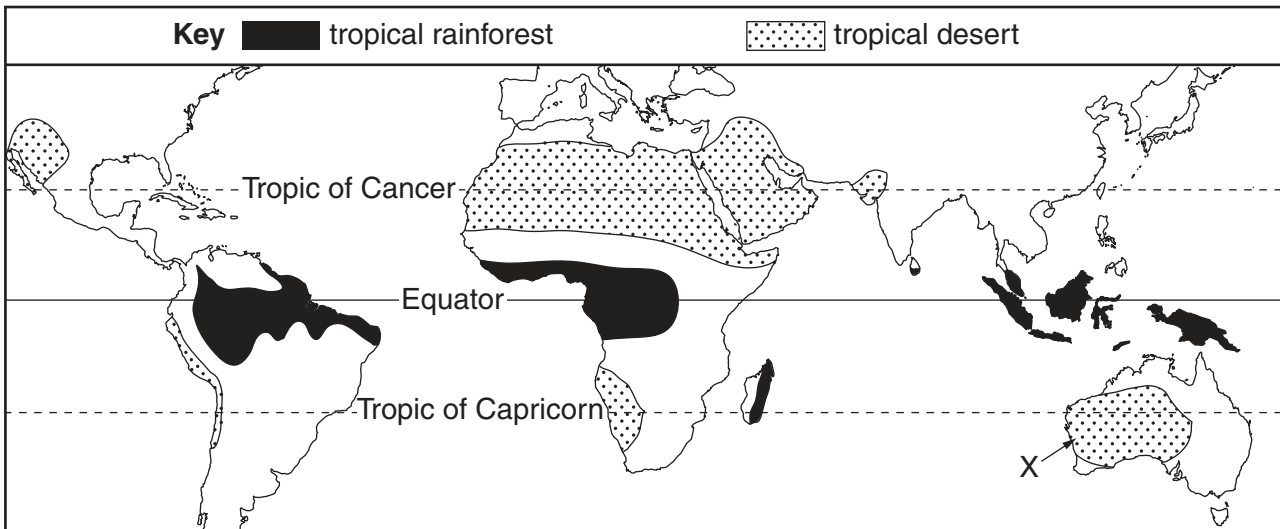 Key tropical rainforest tropical desert
Tropic of Cancer
Equator
Tropic of Capricorn
X